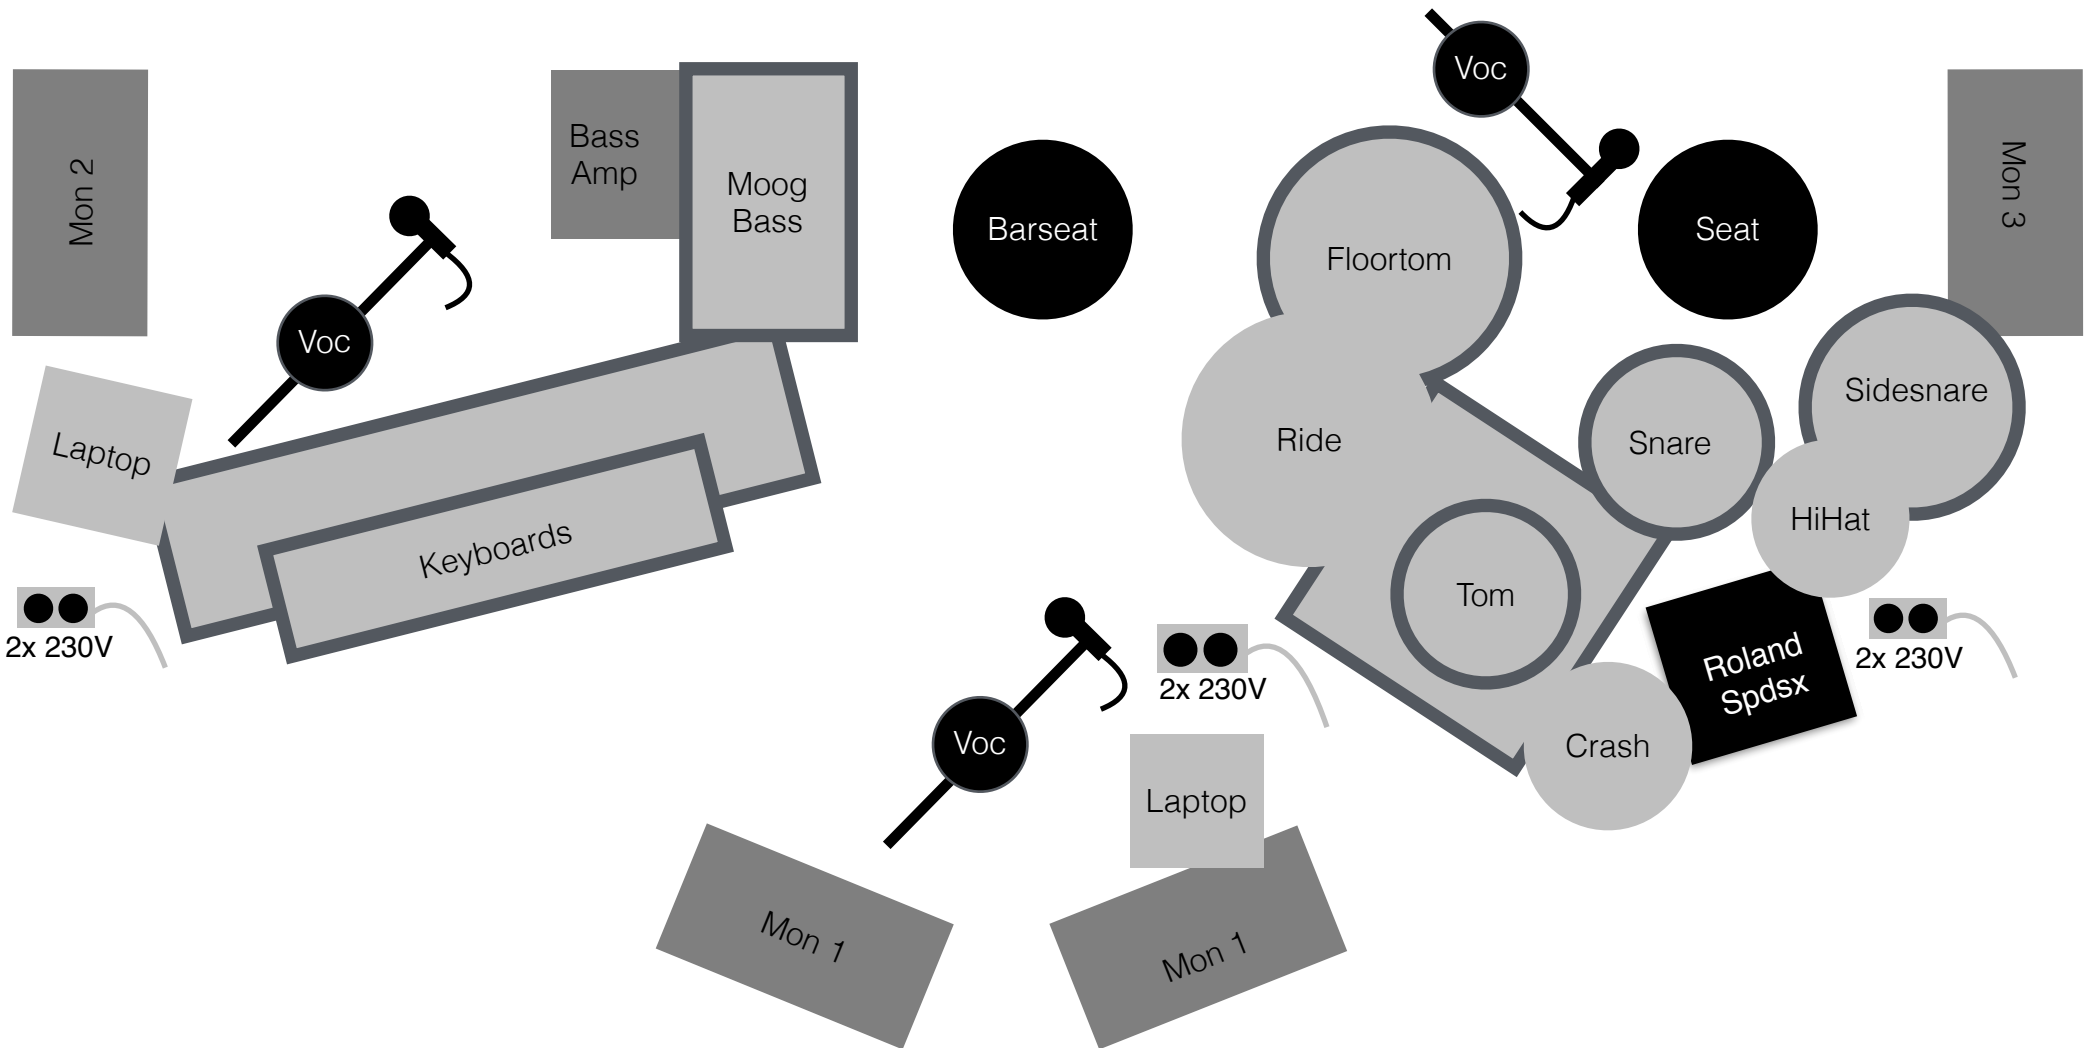 Voc
Mon 2
Bass
Amp
Moog
Bass
Barseat
Floortom
Seat
Mon 3
Voc
Laptop
Keyboards
Ride
Snare
Sidesnare
HiHat
Tom
2x 230V
2x 230V
2x 230V
Roland
Spdsx
Voc
Crash
Laptop
Mon 1
Mon 1